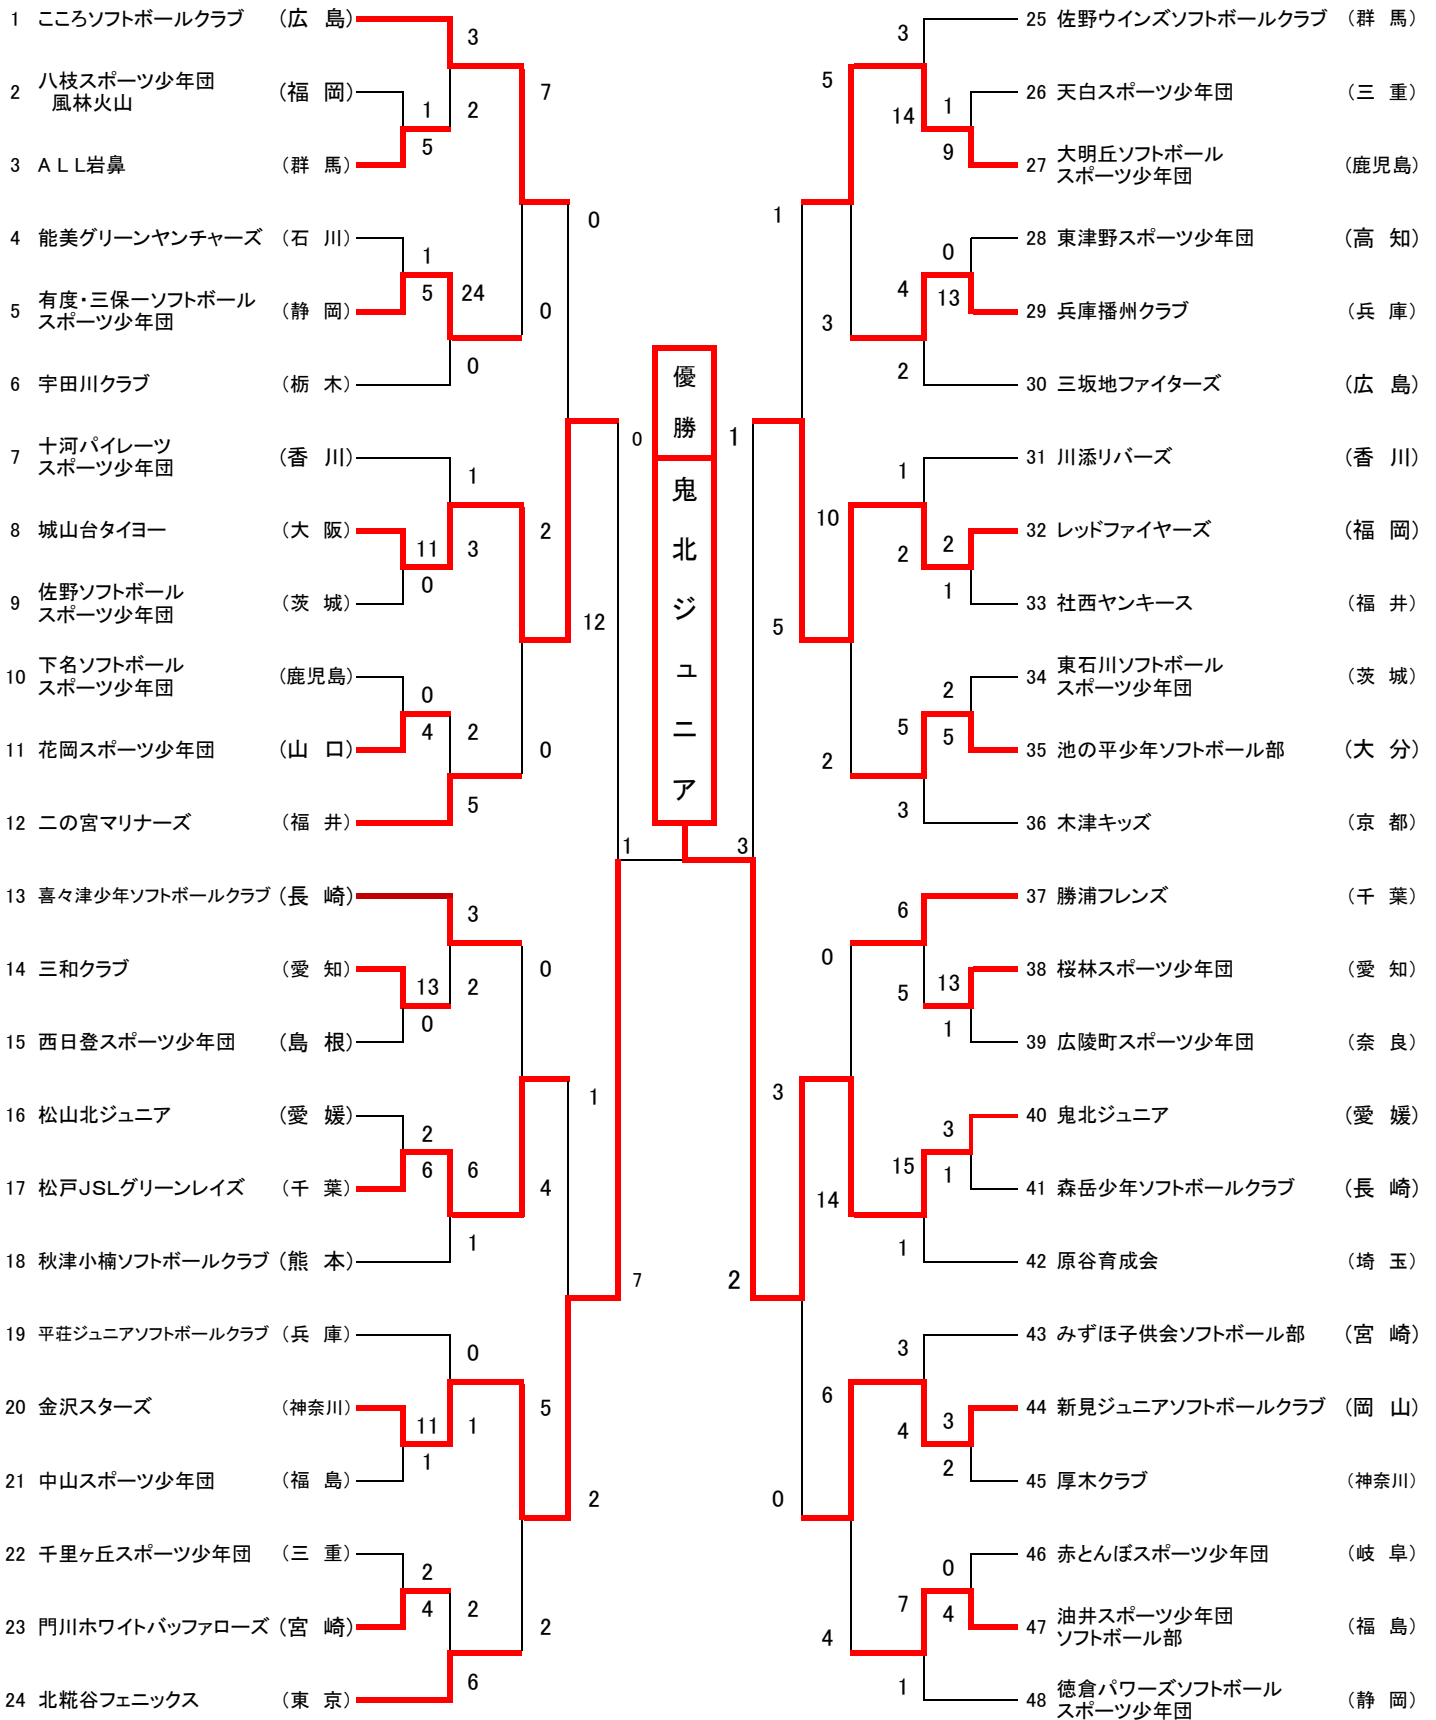 1 こころソフトボールクラブ （広 島）
3
2 八枝スポーツ少年団
風林火山 （福 岡）
1
2
7
5
3 ＡＬＬ岩鼻 （群 馬）
0
4 能美グリーンヤンチャーズ （石 川）
1
5
24
0
5 有度・三保一ソフトボール
スポーツ少年団 （静 岡）
0
6 宇田川クラブ （栃 木）
0
7 十河パイレーツ
スポーツ少年団 （香 川）
1
8 城山台タイヨー （大 阪）
11
3
2
0
9 佐野ソフトボール
スポーツ少年団 （茨 城）
12
10 下名ソフトボール
スポーツ少年団 （鹿児島）
0
4
2
0
11 花岡スポーツ少年団 （山 口）
5
12 二の宮マリナーズ （福 井）
1
13 喜々津少年ソフトボールクラブ （長 崎）
3
0
14 三和クラブ （愛 知）
13
2
0
15 西日登スポーツ少年団 （島 根）
1
16 松山北ジュニア （愛 媛）
2
6
6
4
17 松戸JSLグリーンレイズ （千 葉）
1
18 秋津小楠ソフトボールクラブ （熊 本）
7
19 平荘ジュニアソフトボールクラブ （兵 庫）
0
20 金沢スターズ （神奈川）
11
1
5
1
21 中山スポーツ少年団 （福 島）
2
22 千里ヶ丘スポーツ少年団 （三 重）
2
4
2
2
23 門川ホワイトバッファローズ （宮 崎）
6
24 北糀谷フェニックス （東 京）
優
勝
鬼
北
ジ
ュ
ニ
ア
25 佐野ウインズソフトボールクラブ （群 馬）
3
5
26 天白スポーツ少年団 （三 重）
14
1
9
27 大明丘ソフトボール
スポーツ少年団 （鹿児島）
1
28 東津野スポーツ少年団 （高 知）
0
4
13
3
29 兵庫播州クラブ （兵 庫）
2
30 三坂地ファイターズ （広 島）
1
31 川添リバーズ （香 川）
1
10
32 レッドファイヤーズ （福 岡）
2
2
1
33 社西ヤンキース （福 井）
5
34 東石川ソフトボール
スポーツ少年団 （茨 城）
2
5
5
2
35 池の平少年ソフトボール部 （大 分）
3
36 木津キッズ （京 都）
3
37 勝浦フレンズ （千 葉）
6
0
38 桜林スポーツ少年団 （愛 知）
13
5
1
39 広陵町スポーツ少年団 （奈 良）
3
40 鬼北ジュニア （愛 媛）
3
15
1
14
41 森岳少年ソフトボールクラブ （長 崎）
1
42 原谷育成会 （埼 玉）
2
43 みずほ子供会ソフトボール部 （宮 崎）
3
6
44 新見ジュニアソフトボールクラブ （岡 山）
4
3
2
45 厚木クラブ （神奈川）
0
46 赤とんぼスポーツ少年団 （岐 阜）
0
7
4
4
47 油井スポーツ少年団
ソフトボール部 （福 島）
1
48 徳倉パワーズソフトボール
スポーツ少年団 （静 岡）